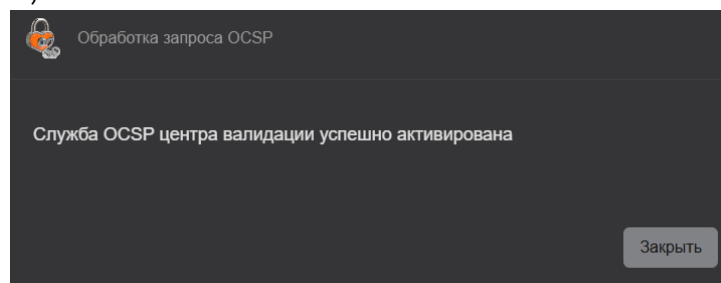 Обработка запроса OCSP
Служба OCSP центра валидации успешно активирована
Закрыть